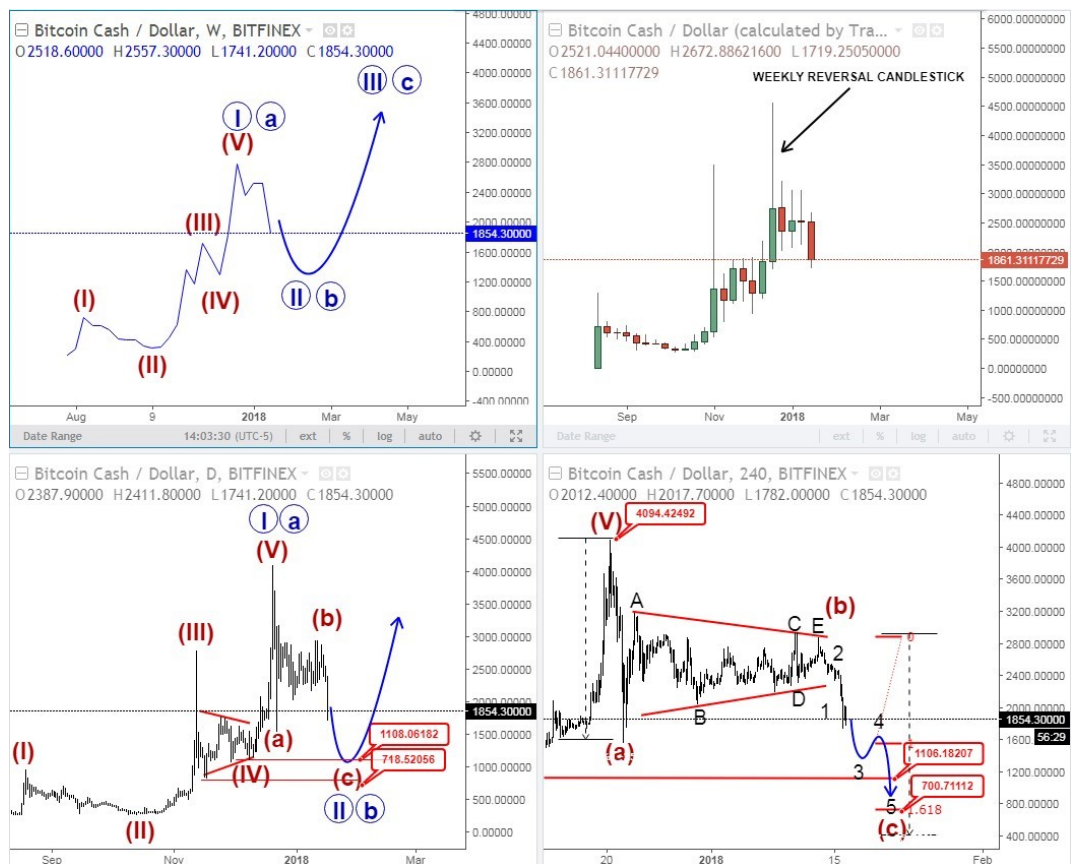 Bitcoin Cash / Dollar, W, BITFINEX
O2518.60000 H2557.30000 L1741.20000 C1854.30000
4800.00000
4400.00000
4000.00000
3600.00000
3200.00000
2800.00000
2400.00000
2000.00000
1854.30000
1600.00000
1200.00000
800.00000
400.00000
0.00000
-400.00000
III c
I a
(V)
(III)
(IV)
(I)
II b
(II)
Aug 9 2018 Mar May
Date Range 14:03:30 (UTC-5) ext % log auto
Bitcoin Cash / Dollar (calculated by Tra...
O2521.04400000 H2672.88621600 L1719.25050000
C1861.31117729
WEEKLY REVERSAL CANDLESTICK
6000.00000000
5500.00000000
5000.00000000
4500.00000000
4000.00000000
3500.00000000
3000.00000000
2500.00000000
1861.31117729
1500.00000000
1000.00000000
500.00000000
0.00000000
-500.00000000
Sep Nov 2018 Mar May
Date Range ext % log auto
Bitcoin Cash / Dollar, D, BITFINEX
O2387.90000 H2411.80000 L1741.20000 C1854.30000
5500.00000
5000.00000
4500.00000
4000.00000
3500.00000
3000.00000
2500.00000
1854.30000
1500.00000
1000.00000
500.00000
0.00000
I a
(V)
(III)
(b)
(I)
(a)
1108.06182
718.52056
(IV)
(c)
II b
(II)
Sep Nov 2018 Mar
Bitcoin Cash / Dollar, 240, BITFINEX
O2012.40000 H2017.70000 L1782.00000 C1854.30000
4800.00000
4400.00000
4000.00000
3600.00000
3200.00000
2800.00000
2400.00000
2000.00000
1854.30000
56:29
1600.00000
1200.00000
800.00000
400.00000
4094.42492
(V)
A
(b)
C E
0
2
D
B
1
4
(a)
3
1106.18207
700.71112
5
1.618
(c)
20 2018 15 Feb